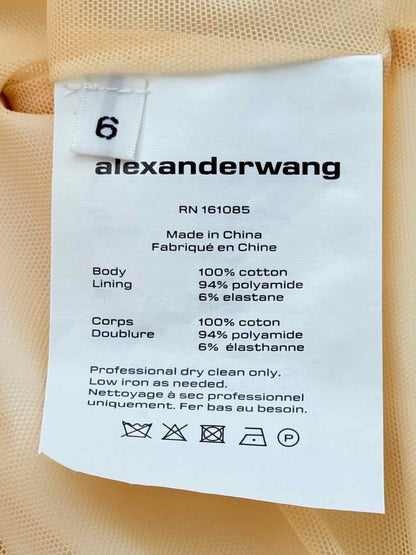 6
alexanderwang
RN 161085
Made in China
Fabriqué en Chine
Body 100% cotton
Lining 94% polyamide
6% elastane
Corps 100% coton
Doublure 94% polyamide
6% élasthanne
Professional dry clean only.
Low iron as needed.
Nettoyage à sec professionnel
uniquement. Fer bas au besoin.
P